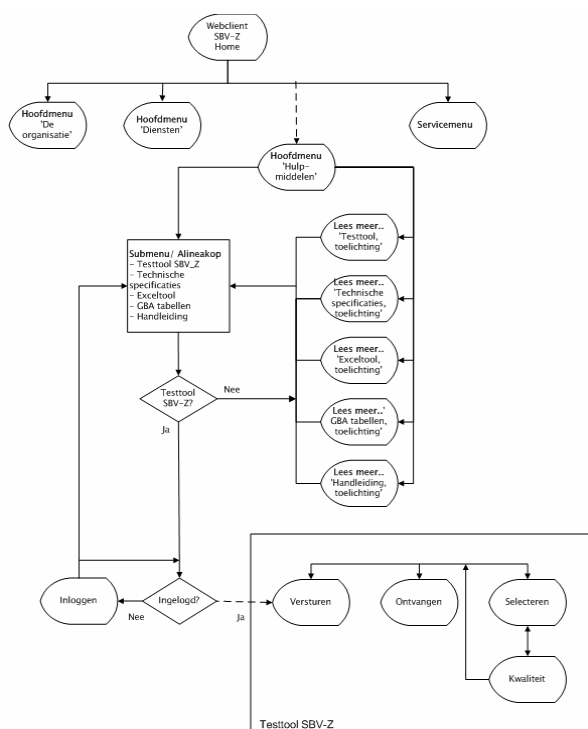 Webclient
SBV-Z
Home
Hoofdmenu
'De
organisatie'
Hoofdmenu
'Diensten'
Servicemenu
Hoofdmenu
'Hulp-
middelen'
Submenu/ Alineakop
- Testtool SBV_Z
- Technische
specificaties
- Exceltool
- GBA tabellen
- Handleiding
Lees meer..
'Testtool,
toelichting'
Lees meer..
'Technische
specificaties,
toelichting'
Lees meer..
'Exceltool,
toelichting'
Lees meer..'
GBA tabellen,
toelichting'
Lees meer..
'Handleiding,
toelichting'
Testtool
SBV-Z?
Nee
Ja
Inloggen
Ingelogd?
Nee
Ja
Versturen
Ontvangen
Selecteren
Kwaliteit
Testtool SBV-Z